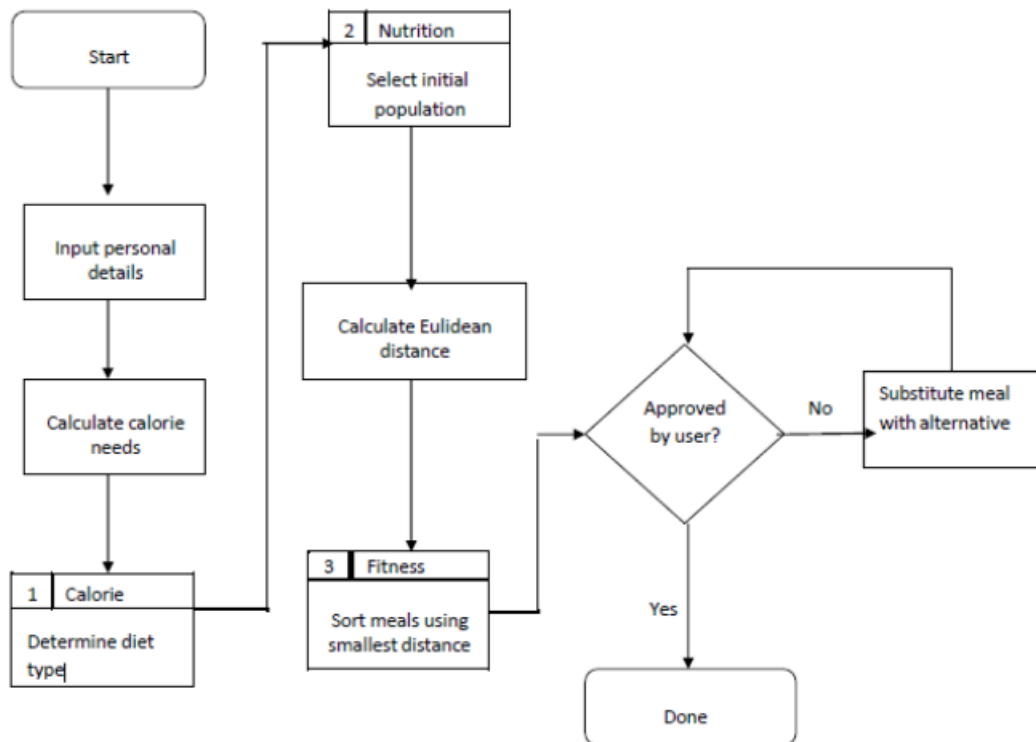 Start
Input personal
details
Calculate calorie
needs
1 Calorie
Determine diet
type
2 Nutrition
Select initial
population
Calculate Eulidean
distance
3 Fitness
Sort meals using
smallest distance
Approved
by user?
No
Substitute meal
with alternative
Yes
Done